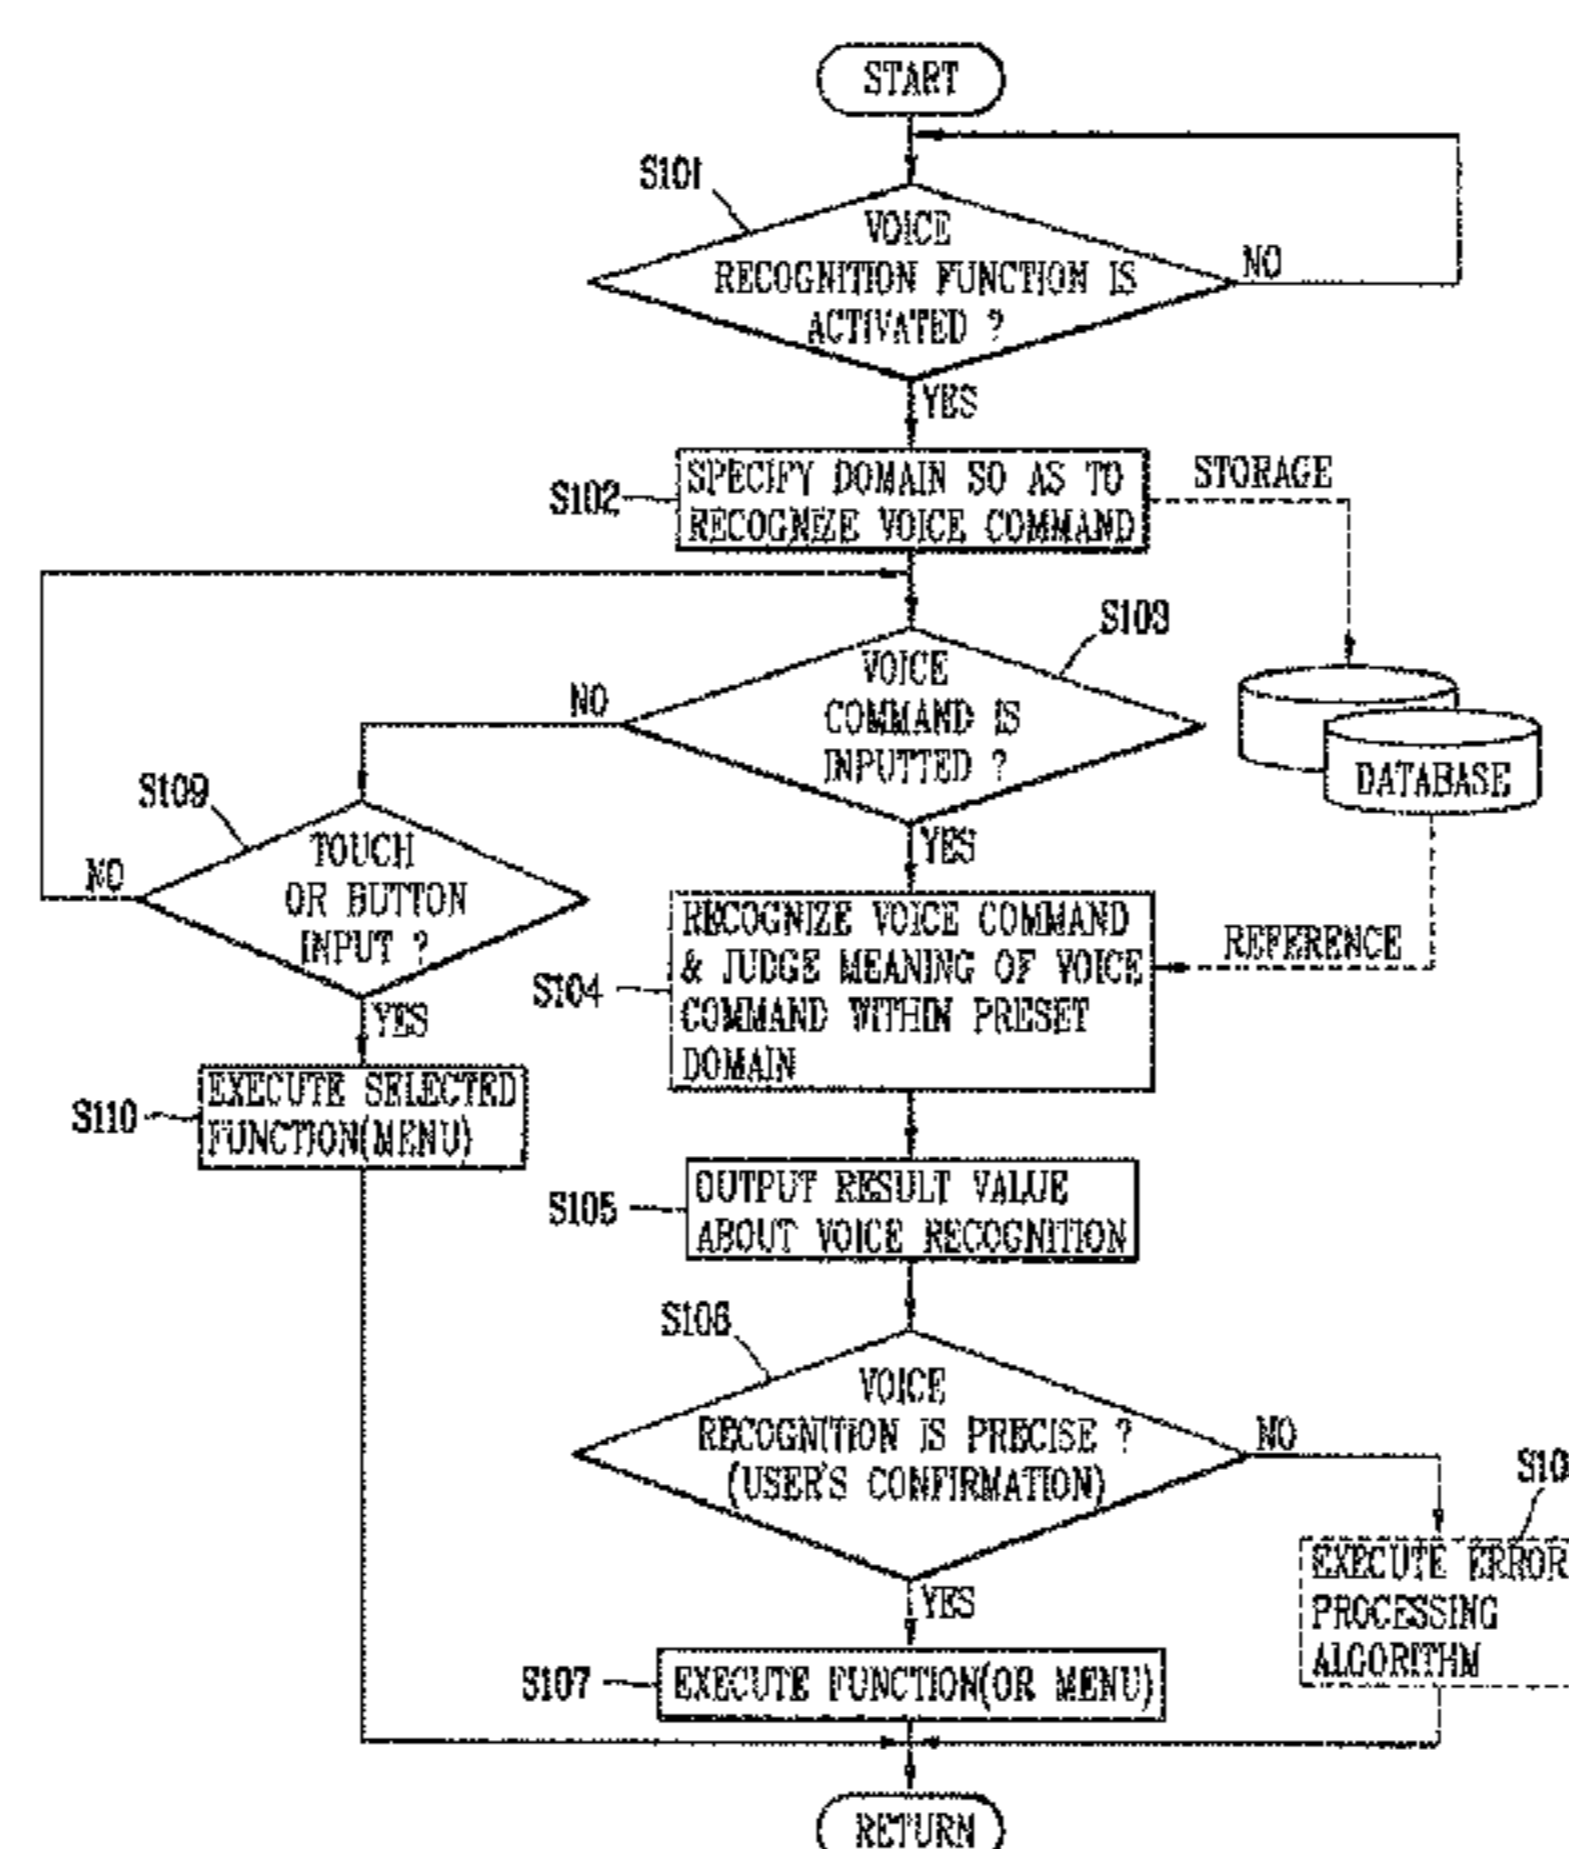 START
S101
VOICE
RECOGNITION FUNCTION IS
ACTIVATED ?
NO
YES
S102
SPECIFY DOMAIN SO AS TO
RECOGNIZE VOICE COMMAND
STORAGE
S103
VOICE
COMMAND IS
INPUTTED ?
NO
YES
DATABASE
S109
TOUCH
OR BUTTON
INPUT ?
NO
YES
S104
RECOGNIZE VOICE COMMAND
& JUDGE MEANING OF VOICE
COMMAND WITHIN PRESET
DOMAIN
REFERENCE
S110
EXECUTE SELECTED
FUNCTION(MENU)
S105
OUTPUT RESULT VALUE
ABOUT VOICE RECOGNITION
S106
VOICE
RECOGNITION IS PRECISE ?
(USER'S CONFIRMATION)
NO
YES
EXECUTE ERROR
PROCESSING
ALGORITHM
S107
EXECUTE FUNCTION(OR MENU)
RETURN